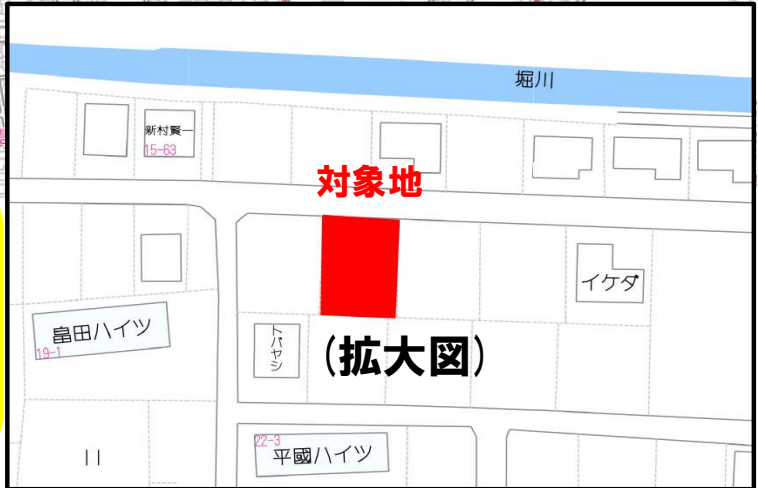 堀川
新村賢一
15-63
対象地
イケダ
畠田ハイツ
19-1
トバヤシ
(拡大図)
22-3
平國ハイツ
11